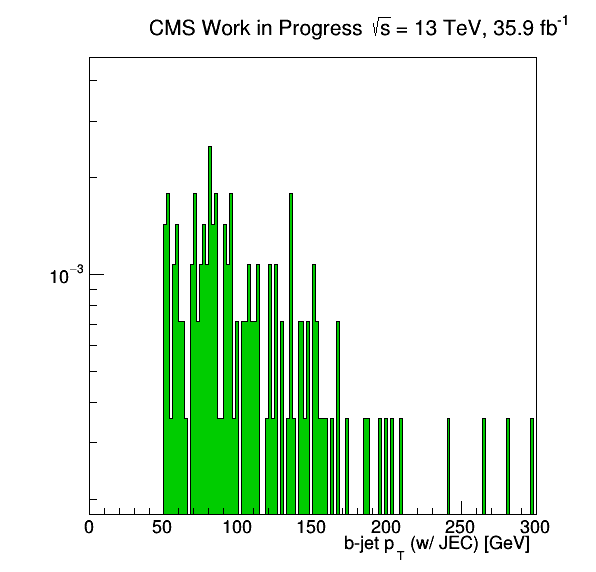 CMS Work in Progress √s = 13 TeV, 35.9 fb⁻¹
10⁻³
0 50 100 150 200 250 300
b-jet p_T (w/ JEC) [GeV]